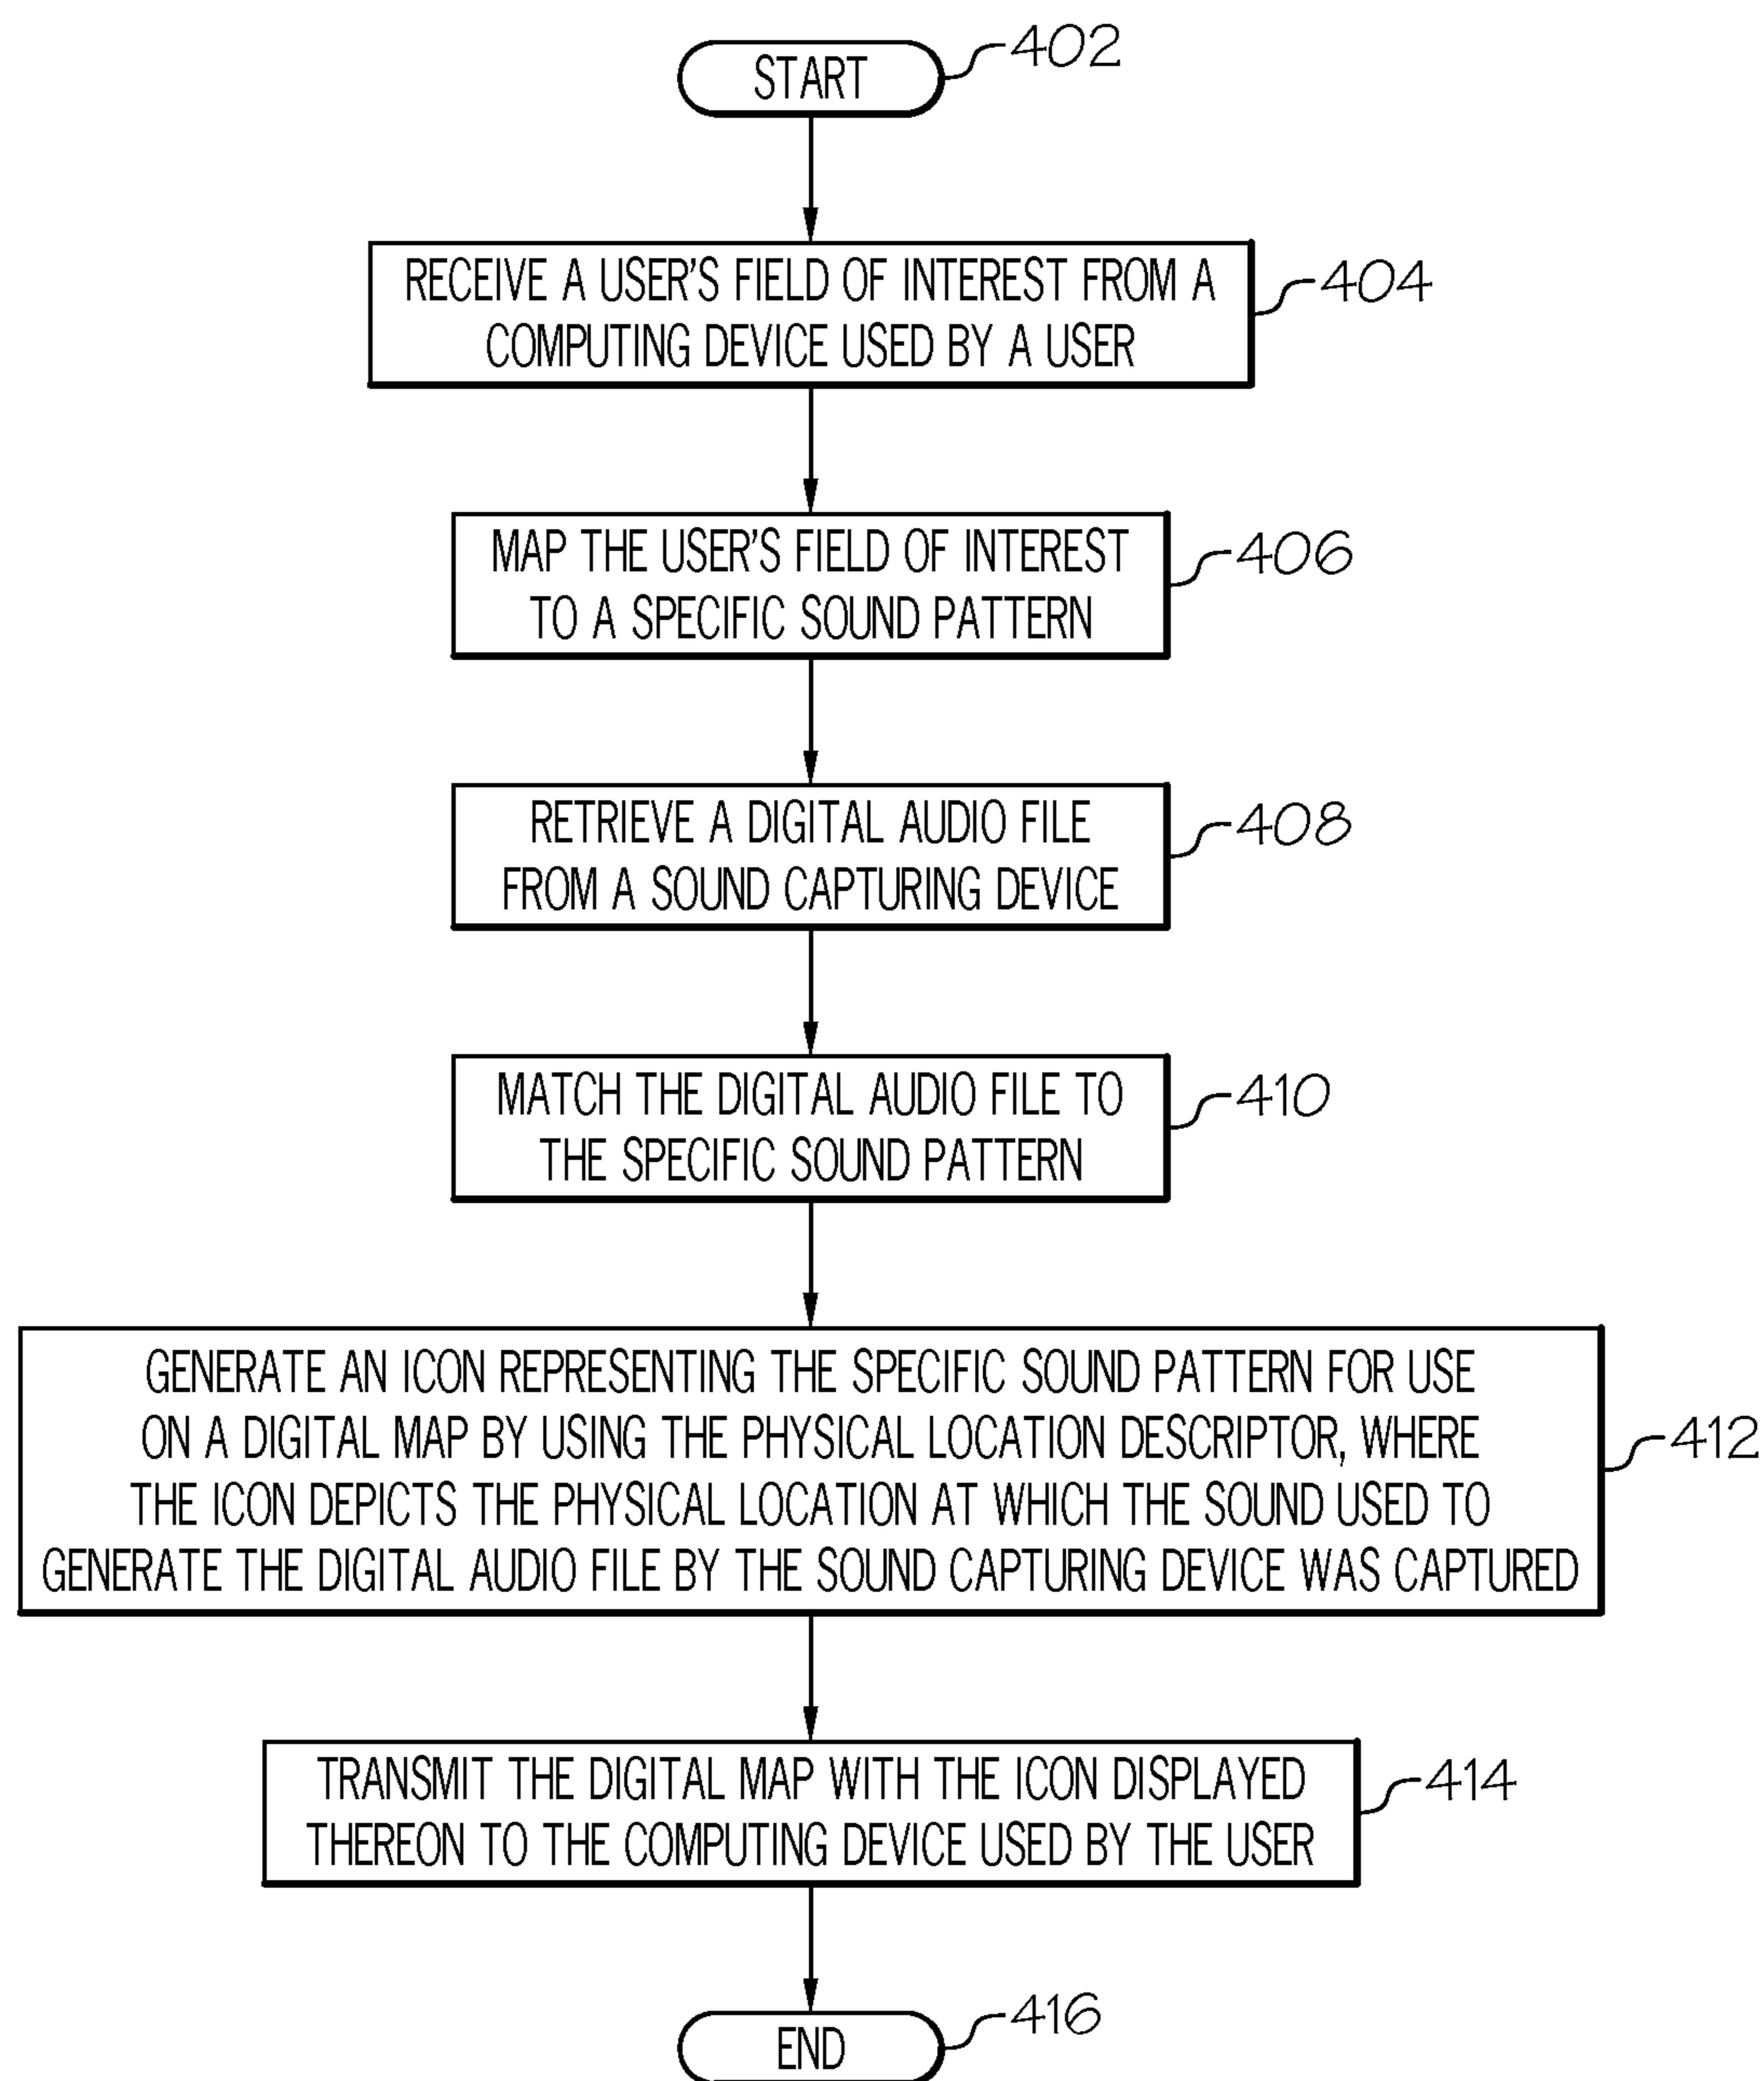 START
402
RECEIVE A USER'S FIELD OF INTEREST FROM A
COMPUTING DEVICE USED BY A USER
404
MAP THE USER'S FIELD OF INTEREST
TO A SPECIFIC SOUND PATTERN
406
RETRIEVE A DIGITAL AUDIO FILE
FROM A SOUND CAPTURING DEVICE
408
MATCH THE DIGITAL AUDIO FILE TO
THE SPECIFIC SOUND PATTERN
410
GENERATE AN ICON REPRESENTING THE SPECIFIC SOUND PATTERN FOR USE
ON A DIGITAL MAP BY USING THE PHYSICAL LOCATION DESCRIPTOR, WHERE
THE ICON DEPICTS THE PHYSICAL LOCATION AT WHICH THE SOUND USED TO
GENERATE THE DIGITAL AUDIO FILE BY THE SOUND CAPTURING DEVICE WAS CAPTURED
412
TRANSMIT THE DIGITAL MAP WITH THE ICON DISPLAYED
THEREON TO THE COMPUTING DEVICE USED BY THE USER
414
END
416